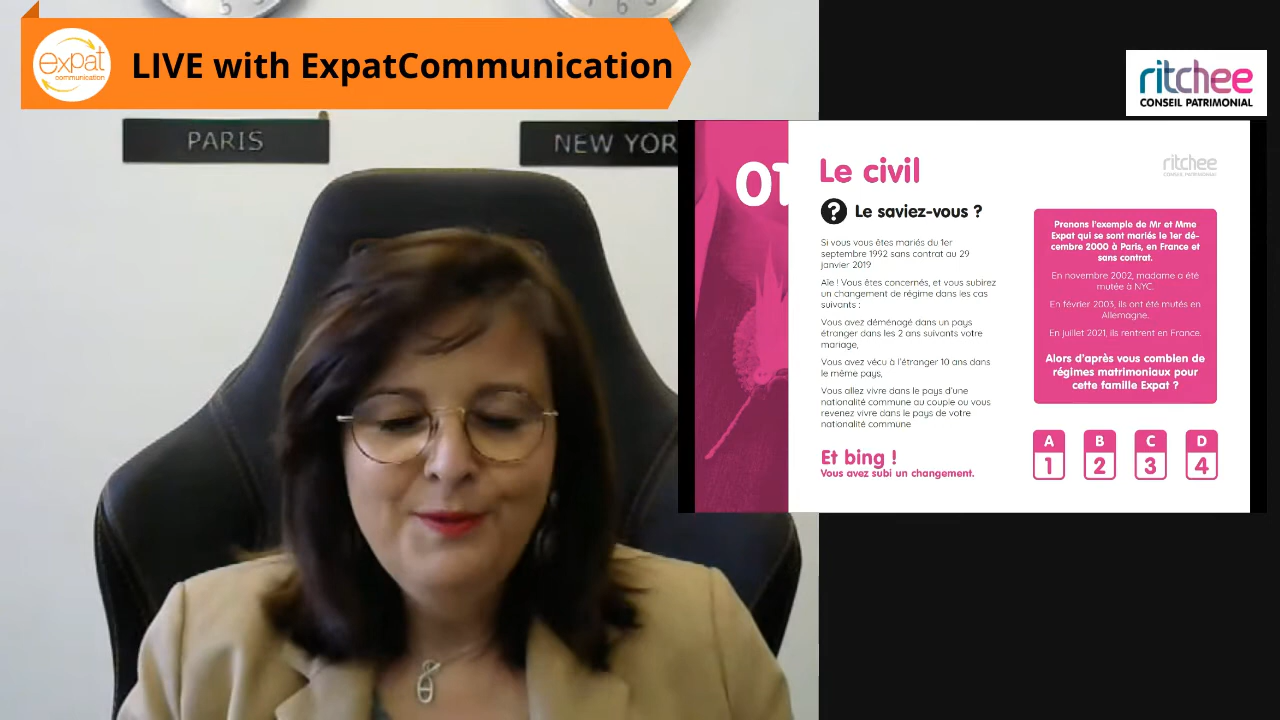 expat
communication
LIVE with ExpatCommunication
PARIS
NEW YOR
ritchee
CONSEIL PATRIMONIAL
01
Le civil
ritchee
CONSEIL PATRIMONIAL
? Le saviez-vous ?
Si vous vous êtes mariés du 1er
septembre 1992 sans contrat au 29
janvier 2019
Aïe ! Vous êtes concernés, et vous subirez
un changement de régime dans les cas
suivants :
Vous avez déménagé dans un pays
étranger dans les 2 ans suivants votre
mariage,
Vous avez vécu à l'étranger 10 ans dans
le même pays,
Vous allez vivre dans le pays d'une
nationalité commune au couple ou vous
revenez vivre dans le pays de votre
nationalité commune
Et bing !
Vous avez subi un changement.
Prenons l'exemple de Mr et Mme
Expat qui se sont mariés le 1er dé-
cembre 2000 à Paris, en France et
sans contrat.
En novembre 2002, madame a été
mutée à NYC.
En février 2003, ils ont été mutés en
Allemagne.
En juillet 2021, ils rentrent en France.
Alors d'après vous combien de
régimes matrimoniaux pour
cette famille Expat ?
A B C D
1 2 3 4